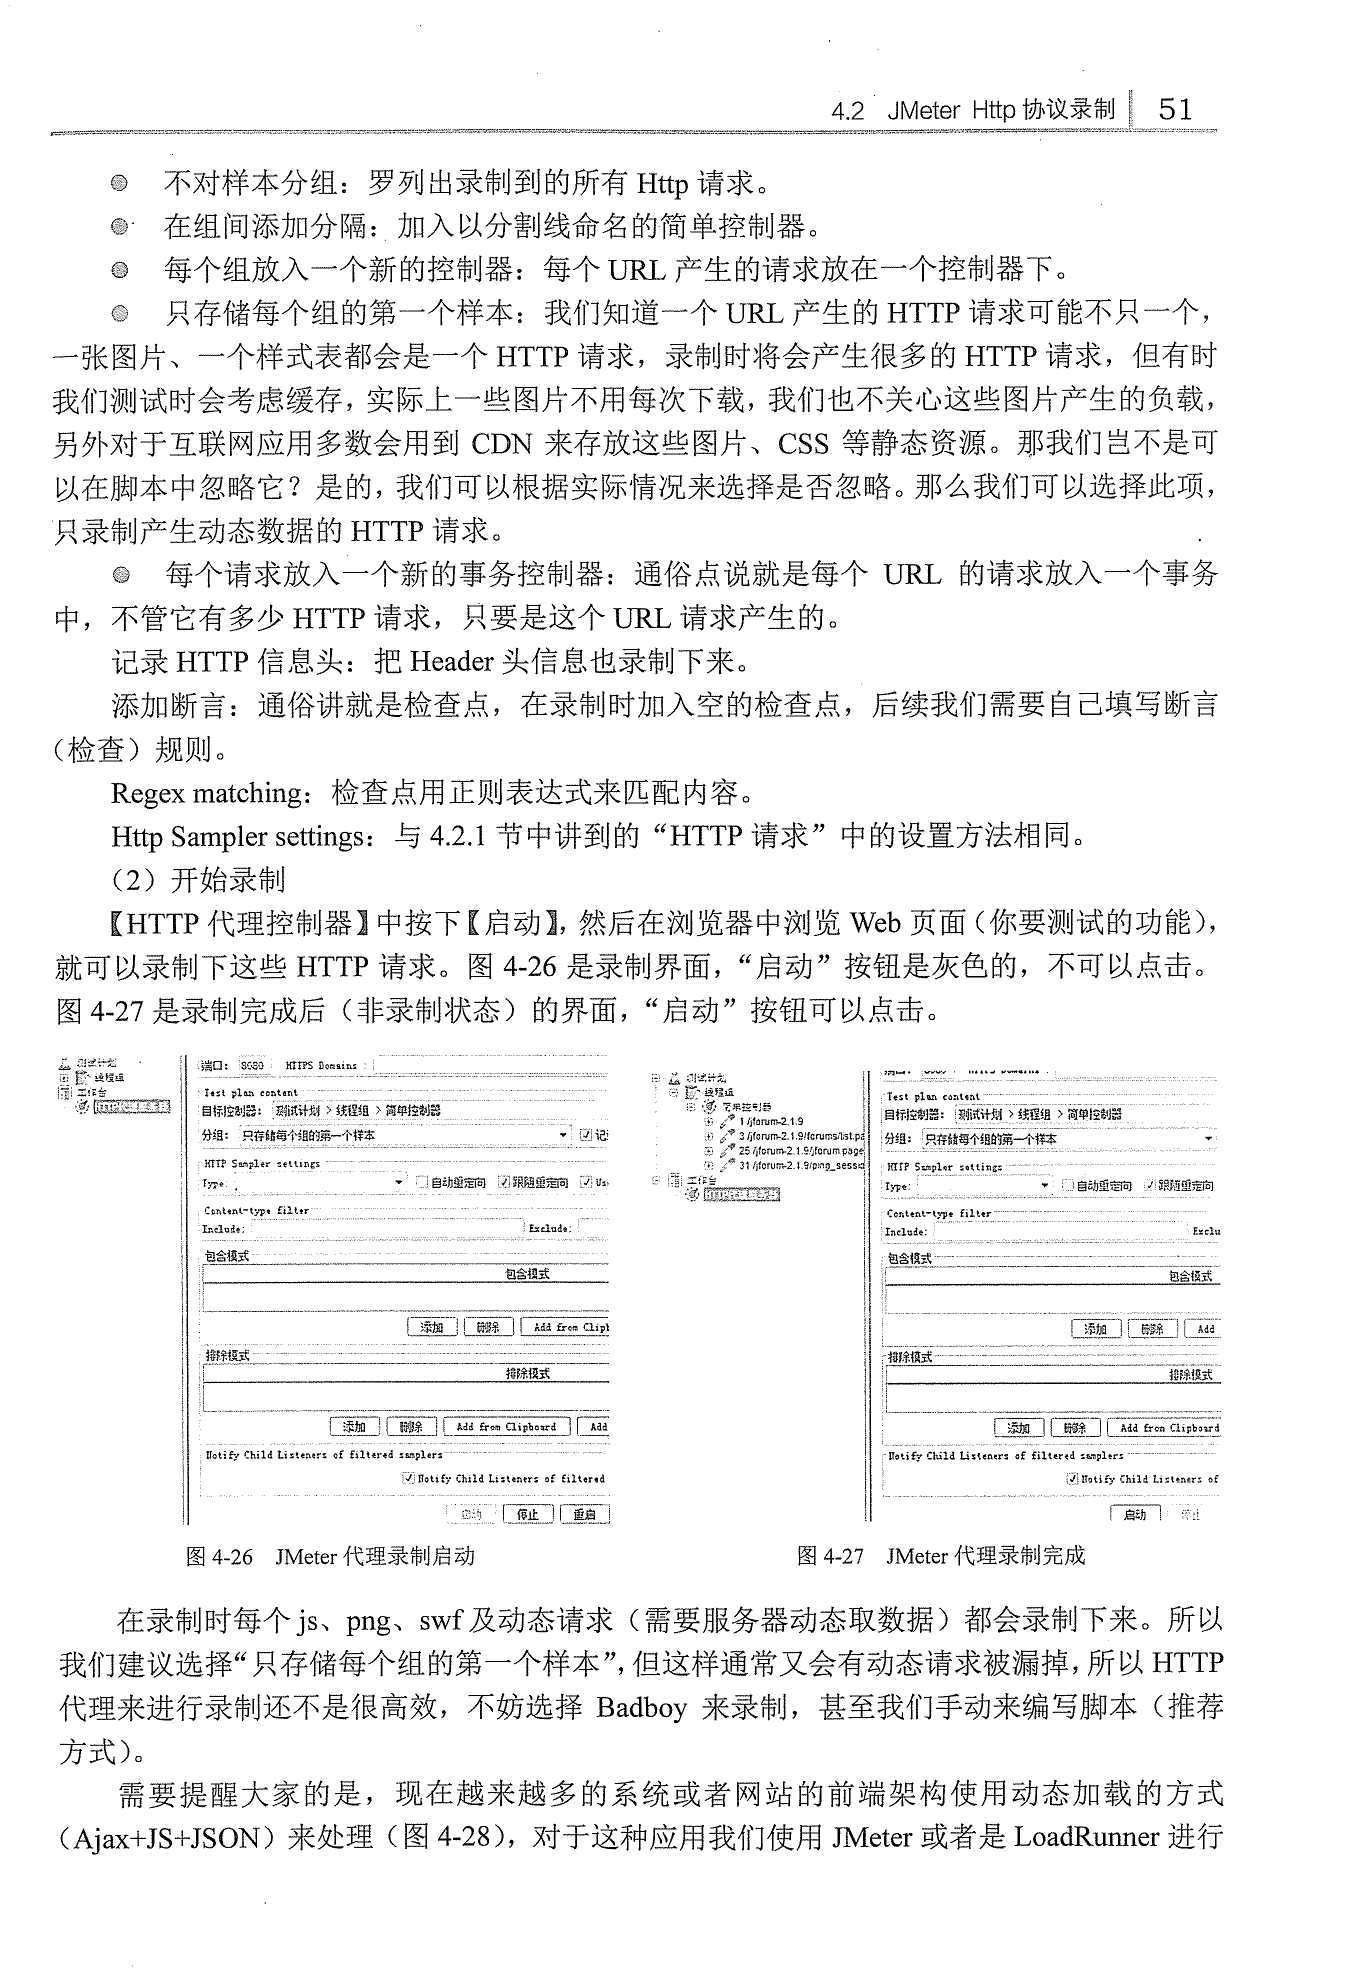 4.2 JMeter Http 协议录制 51
不对样本分组：罗列出录制到的所有 Http 请求。
在组间添加分隔：加入以分割线命名的简单控制器。
每个组放入一个新的控制器：每个 URL 产生的请求放在一个控制器下。
只存储每个组的第一个样本：我们知道一个 URL 产生的 HTTP 请求可能不只一个，
一张图片、一个样式表都会是一个 HTTP 请求，录制时将会产生很多的 HTTP 请求，但有时
我们测试时会考虑缓存，实际上一些图片不用每次下载，我们也不关心这些图片产生的负载，
另外对于互联网应用多数会用到 CDN 来存放这些图片、CSS 等静态资源。那我们岂不是可
以在脚本中忽略它？是的，我们可以根据实际情况来选择是否忽略。那么我们可以选择此项，
只录制产生动态数据的 HTTP 请求。
每个请求放入一个新的事务控制器：通俗点说就是每个 URL 的请求放入一个事务
中，不管它有多少 HTTP 请求，只要是这个 URL 请求产生的。
记录 HTTP 信息头：把 Header 头信息也录制下来。
添加断言：通俗讲就是检查点，在录制时加入空的检查点，后续我们需要自己填写断言
（检查）规则。
Regex matching：检查点用正则表达式来匹配内容。
Http Sampler settings：与 4.2.1 节中讲到的“HTTP 请求”中的设置方法相同。
（2）开始录制
【HTTP 代理控制器】中按下【启动】，然后在浏览器中浏览 Web 页面（你要测试的功能），
就可以录制下这些 HTTP 请求。图 4-26 是录制界面，“启动”按钮是灰色的，不可以点击。
图 4-27 是录制完成后（非录制状态）的界面，“启动”按钮可以点击。
测试计划
线程组
工作台
端口： 8080 HTTPS Domains :
Test plan content
目标控制器： 测试计划 > 线程组 > 简单控制器
分组： 只存储每个组的第一个样本 记
HTTP Sampler settings
Type: 自动重定向 跟随重定向 Us
Content-type filter
Include: Exclude:
包含模式
包含模式
添加 删除 Add from Clip
排除模式
排除模式
添加 删除 Add from Clipboard Add
Notify Child Listeners of filtered samplers
Notify Child Listeners of filtered
启动 停止 重启
测试计划
线程组
简单控制器
1 /jforum-2.1.9
3 /jforum-2.1.9/forums/list.pa
25 /jforum-2.1.9/jforum.page
31 /jforum-2.1.9/ping_sessio
工作台
Test plan content
目标控制器： 测试计划 > 线程组 > 简单控制器
分组： 只存储每个组的第一个样本
HTTP Sampler settings
Type: 自动重定向 跟随重定向
Content-type filter
Include: Exclu
包含模式
包含模式
添加 删除 Add
排除模式
排除模式
添加 删除 Add from Clipboard
Notify Child Listeners of filtered samplers
Notify Child Listeners of
启动 停止
图 4-26 JMeter 代理录制启动
图 4-27 JMeter 代理录制完成
在录制时每个 js、png、swf 及动态请求（需要服务器动态取数据）都会录制下来。所以
我们建议选择“只存储每个组的第一个样本”，但这样通常又会有动态请求被漏掉，所以 HTTP
代理来进行录制还不是很高效，不妨选择 Badboy 来录制，甚至我们手动来编写脚本（推荐
方式）。
需要提醒大家的是，现在越来越多的系统或者网站的前端架构使用动态加载的方式
（Ajax+JS+JSON）来处理（图 4-28），对于这种应用我们使用 JMeter 或者是 LoadRunner 进行